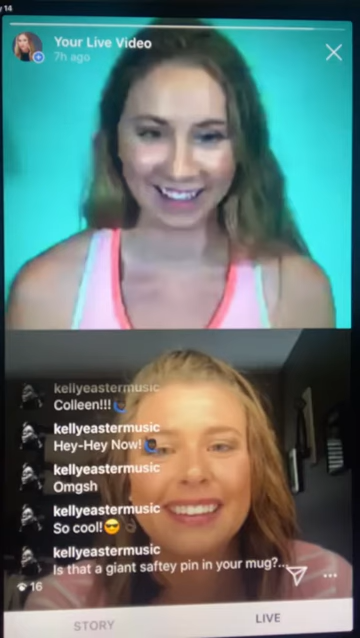 14
Your Live Video
7h ago
kellyeastermusic
Colleen!!!
kellyeastermusic
Hey-Hey Now!
kellyeastermusic
Omgsh
kellyeastermusic
So cool!😎👌🏿
kellyeastermusic
Is that a giant saftey pin in your mug?...
16
STORY
LIVE